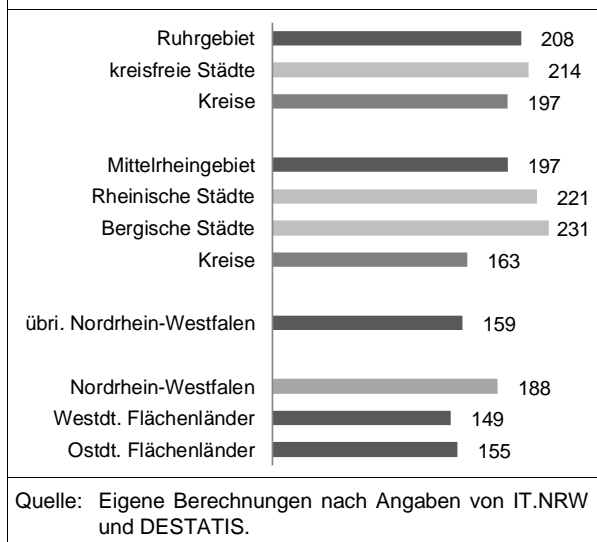 Ruhrgebiet 208
kreisfreie Städte 214
Kreise 197
Mittelrheingebiet 197
Rheinische Städte 221
Bergische Städte 231
Kreise 163
übri. Nordrhein-Westfalen 159
Nordrhein-Westfalen 188
Westdt. Flächenländer 149
Ostdt. Flächenländer 155
Quelle: Eigene Berechnungen nach Angaben von IT.NRW
und DESTATIS.